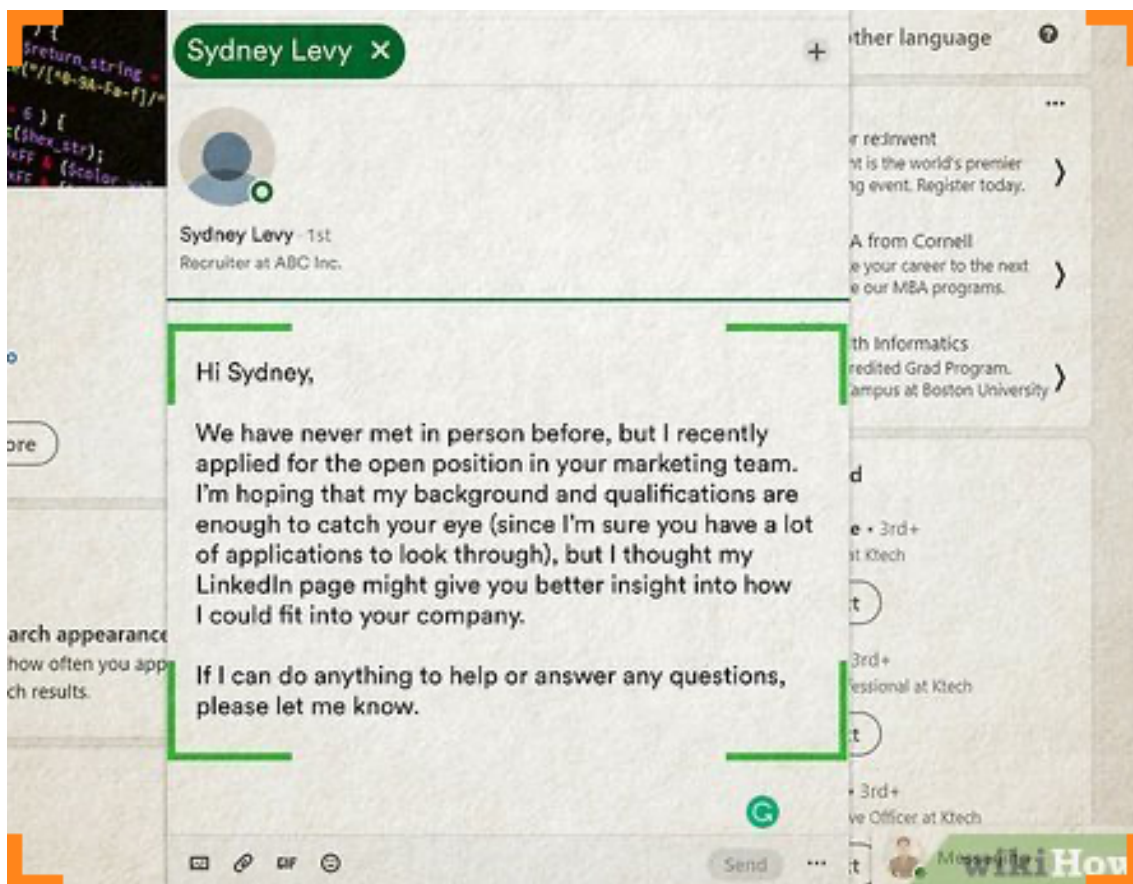 $return_string =
Sydney Levy ×
+
Sydney Levy · 1st
Recruiter at ABC Inc.
Hi Sydney,
We have never met in person before, but I recently
applied for the open position in your marketing team.
I'm hoping that my background and qualifications are
enough to catch your eye (since I'm sure you have a lot
of applications to look through), but I thought my
LinkedIn page might give you better insight into how
I could fit into your company.
If I can do anything to help or answer any questions,
please let me know.
GIF
Send
...
ore
arch appearance
how often you app
ch results.
ther language
?
...
r re:Invent
nt is the world's premier
ng event. Register today.
A from Cornell
e your career to the next
e our MBA programs.
th Informatics
redited Grad Program.
Campus at Boston University
d
e • 3rd+
at Ktech
t
3rd+
fessional at Ktech
t
• 3rd+
ve Officer at Ktech
t
wikiHow